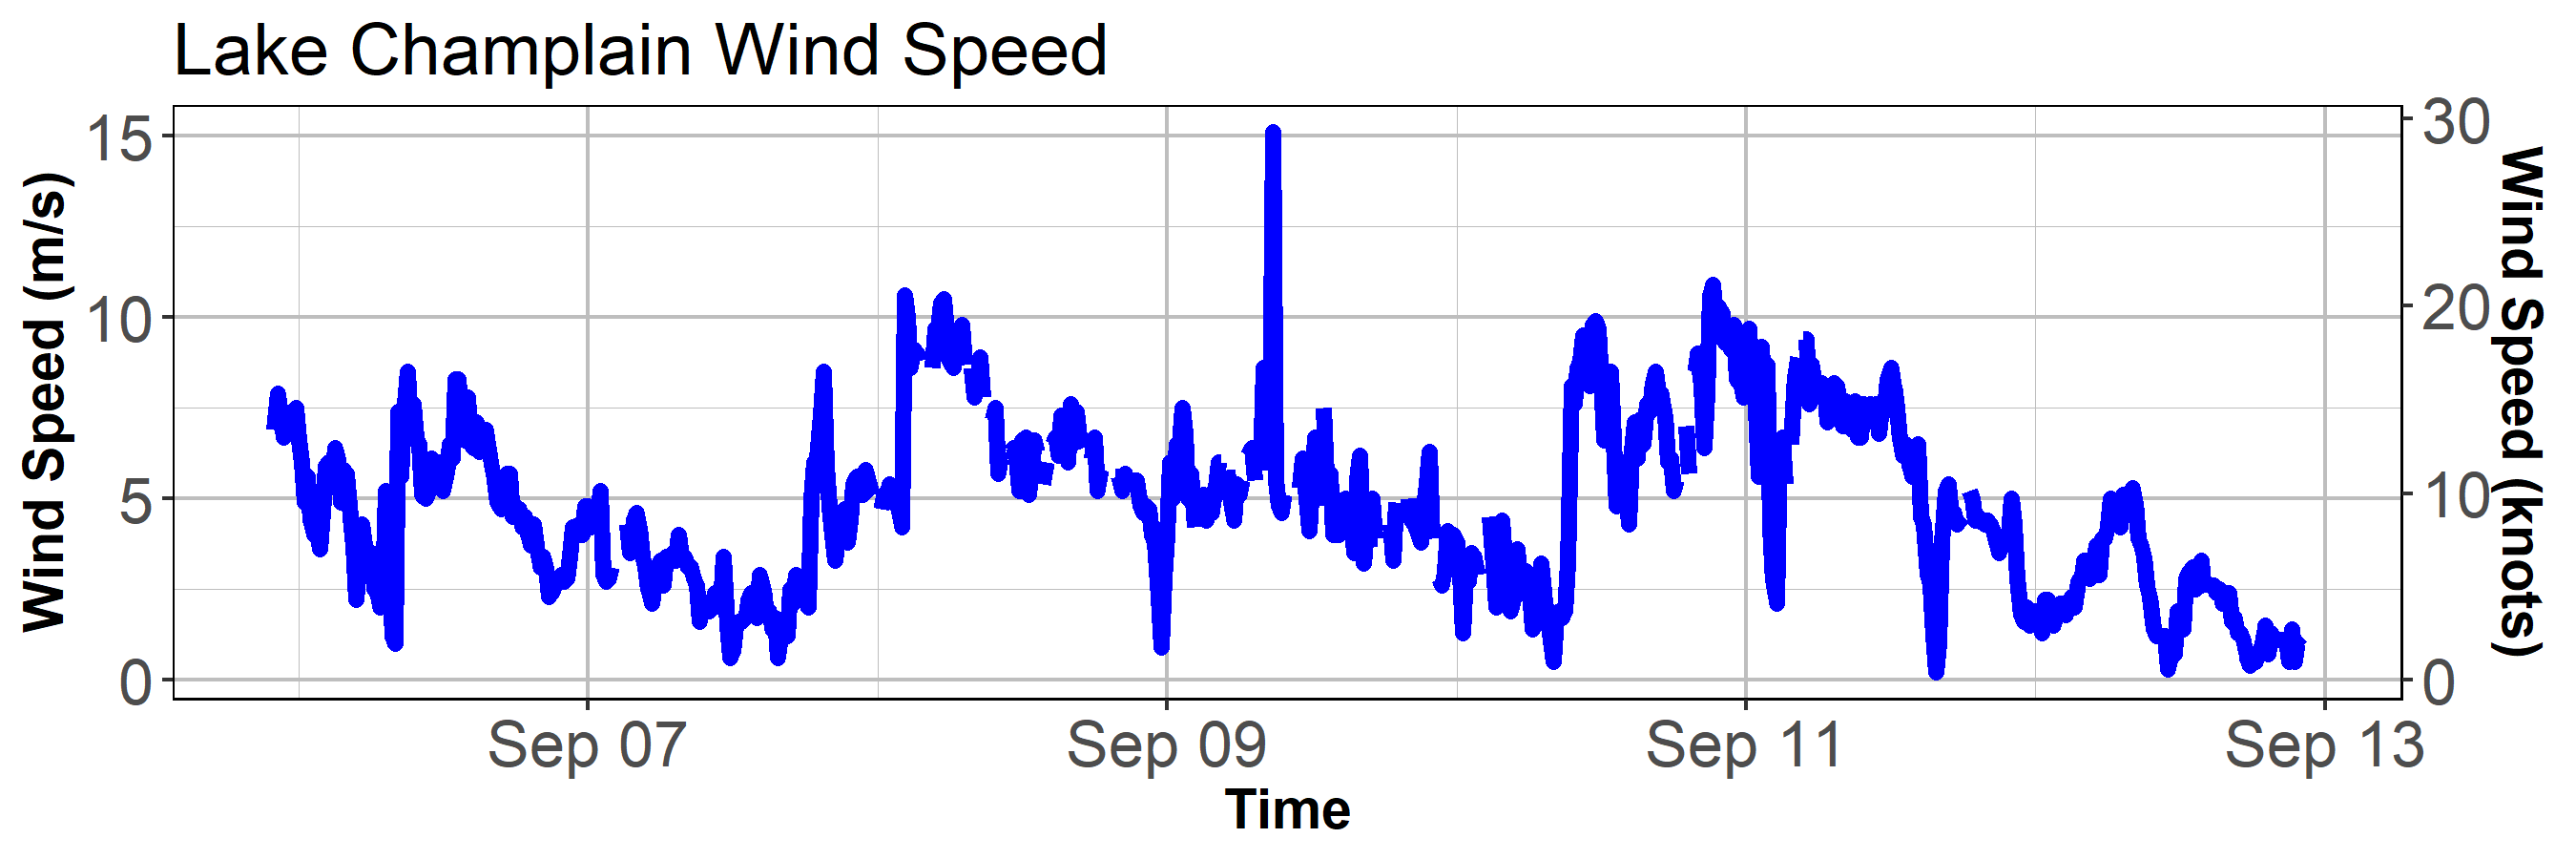 Lake Champlain Wind Speed
Wind Speed (m/s)
15
10
5
0
30
20
10
0
Wind Speed (knots)
Sep 07
Sep 09
Sep 11
Sep 13
Time